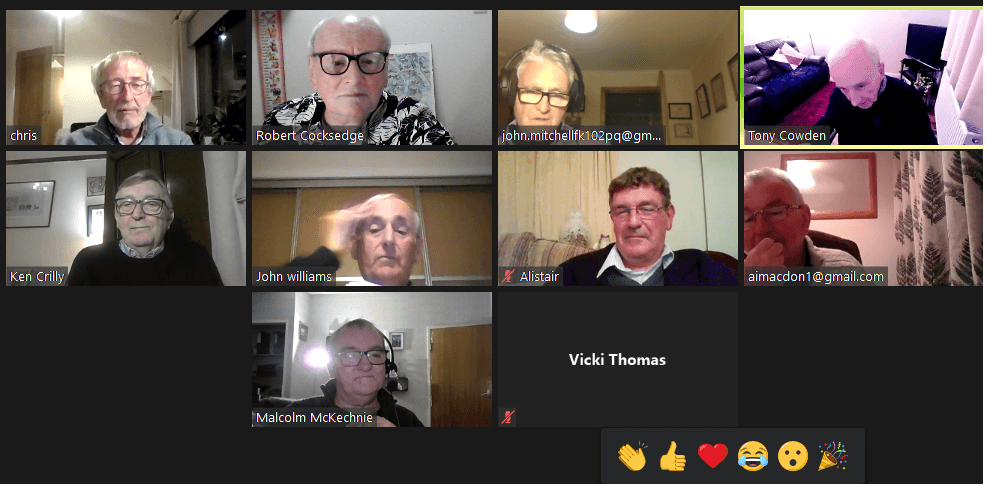 chris
Robert Cocksedge
john.mitchellfk102pq@gm...
Tony Cowden
Ken Crilly
John williams
Alistair
aimacdon1@gmail.com
Malcolm McKechnie
Vicki Thomas